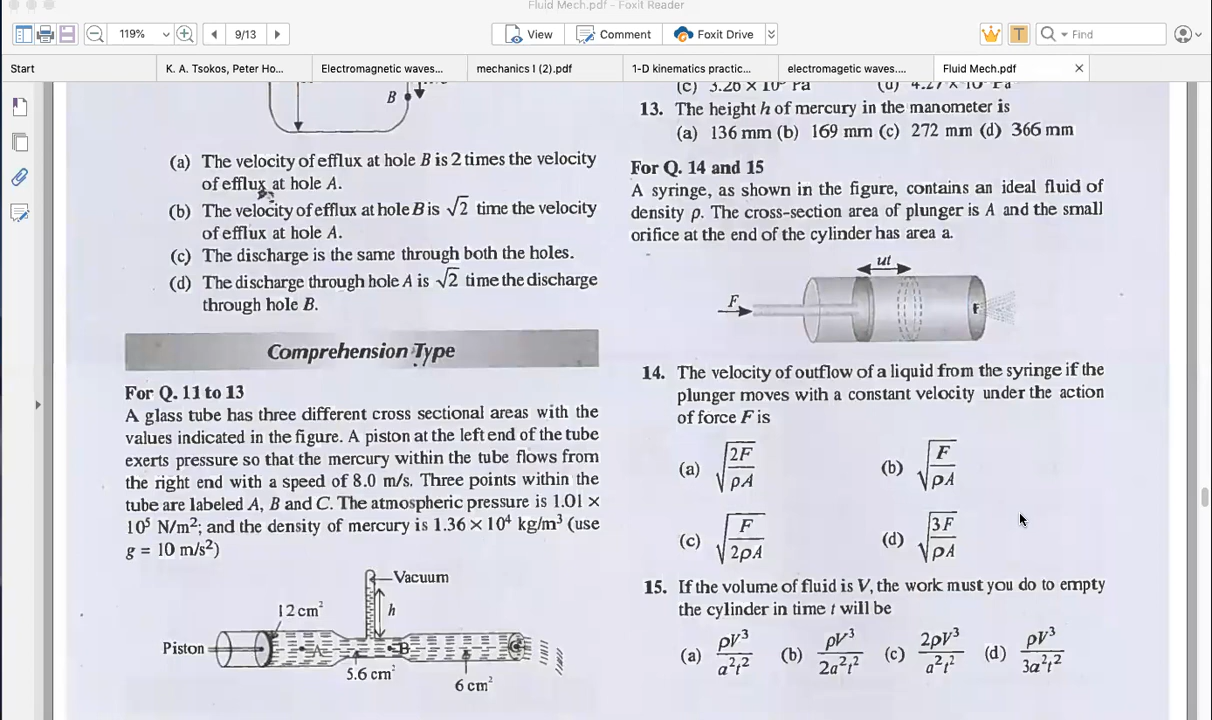 Fluid Mech.pdf - Foxit Reader
119%
9/13
View
Comment
Foxit Drive
T
Find
Start
K. A. Tsokos, Peter Ho...
Electromagnetic waves...
mechanics I (2).pdf
1-D kinematics practic...
electromagetic waves....
Fluid Mech.pdf
B
(a) The velocity of efflux at hole B is 2 times the velocity
of efflux at hole A.
(b) The velocity of efflux at hole B is √2 time the velocity
of efflux at hole A.
(c) The discharge is the same through both the holes.
(d) The discharge through hole A is √2 time the discharge
through hole B.
Comprehension Type
For Q. 11 to 13
A glass tube has three different cross sectional areas with the
values indicated in the figure. A piston at the left end of the tube
exerts pressure so that the mercury within the tube flows from
the right end with a speed of 8.0 m/s. Three points within the
tube are labeled A, B and C. The atmospheric pressure is 1.01 ×
10⁵ N/m²; and the density of mercury is 1.36 × 10⁴ kg/m³ (use
g = 10 m/s²)
Vacuum
12 cm²
h
Piston
A
B
5.6 cm²
6 cm²
(c) 3.26 × 10⁵ Pa (d) 4.27 × 10⁵ Pa
13. The height h of mercury in the manometer is
(a) 136 mm (b) 169 mm (c) 272 mm (d) 366 mm
For Q. 14 and 15
A syringe, as shown in the figure, contains an ideal fluid of
density ρ. The cross-section area of plunger is A and the small
orifice at the end of the cylinder has area a.
ut
F
14. The velocity of outflow of a liquid from the syringe if the
plunger moves with a constant velocity under the action
of force F is
(a) √(2F/ρA) (b) √(F/ρA)
(c) √(F/2ρA) (d) √(3F/ρA)
15. If the volume of fluid is V, the work must you do to empty
the cylinder in time t will be
(a) ρV³/a²t² (b) ρV³/2a²t² (c) 2ρV³/a²t² (d) ρV³/3a²t²